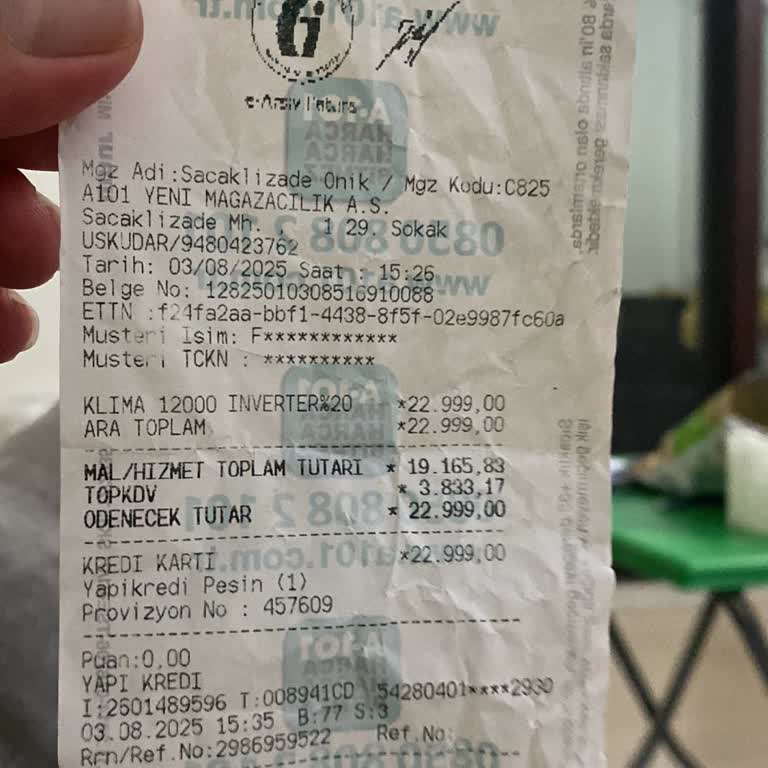 e-Arsiv Fatura
Mgz Adi:Sacaklizade Onik / Mgz Kodu:C825
A101 YENI MAGAZACILIK A.S.
Sacaklizade Mh. , 1 29. Sokak
USKUDAR/9480423762
Tarih: 03/08/2025 Saat : 15:26
Belge No: 12825010308516910088
ETTN :f24fa2aa-bbf1-4438-8f5f-02e9987fc60a
Musteri Isim: F************
Musteri TCKN : **********
KLIMA 12000 INVERTER%20 *22.999,00
ARA TOPLAM *22.999,00
MAL/HIZMET TOPLAM TUTARI * 19.165,83
TOPKDV * 3.833,17
ODENECEK TUTAR * 22.999,00
KREDI KARTI *22.999,00
Yapikredi Pesin (1)
Provizyon No : 457609
Puan:0,00
YAPI KREDI
I:2601489596 T:008941CD 54280401****2930
03.08.2025 15:35 B:77 S:3
Rrn/Ref.No:2986959522 Ref.No: